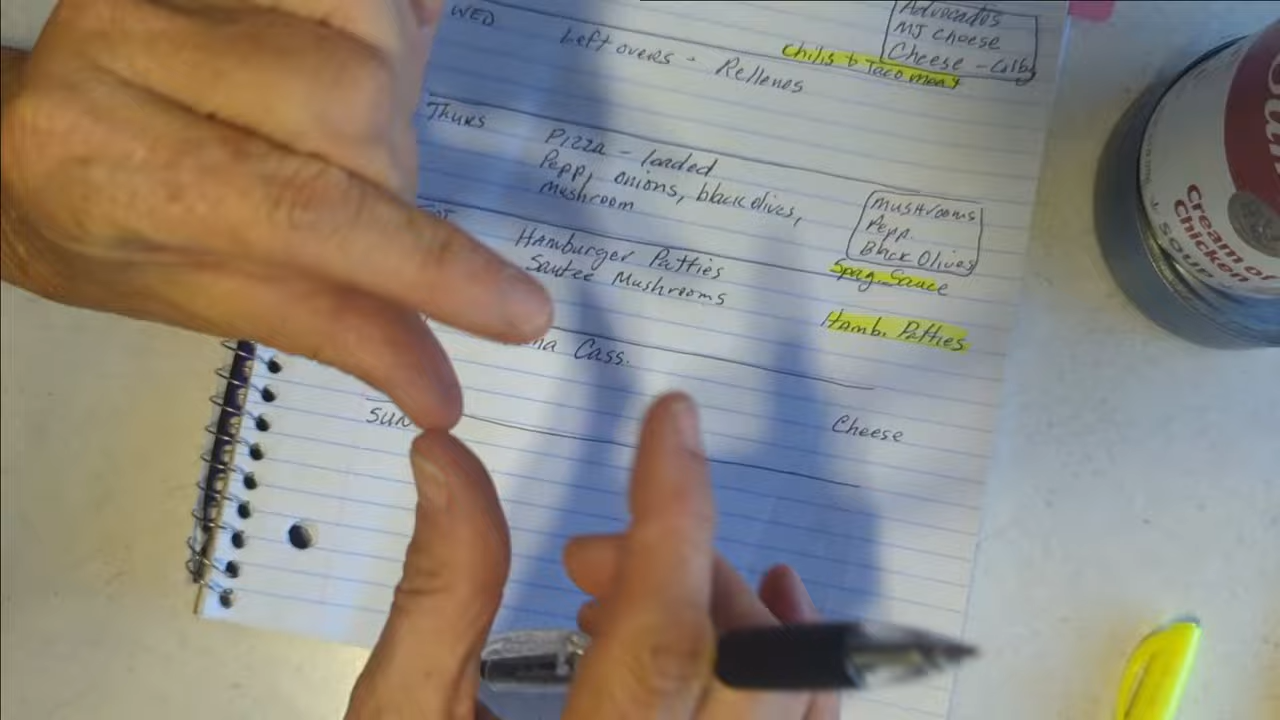 WED
Left overs - Rellenos
Chilis & Taco meat
Advocados
MJ Cheese
Cheese - Colby
THURS
Pizza - loaded
Pepp, onions, black olives,
Mushroom
Mushrooms
Pepp.
Black Olives
Spag. Sauce
Hamburger Patties
Sautee Mushrooms
Hamb. Patties
Cass.
Cheese
SUN
Cream of
Chicken
SOUP